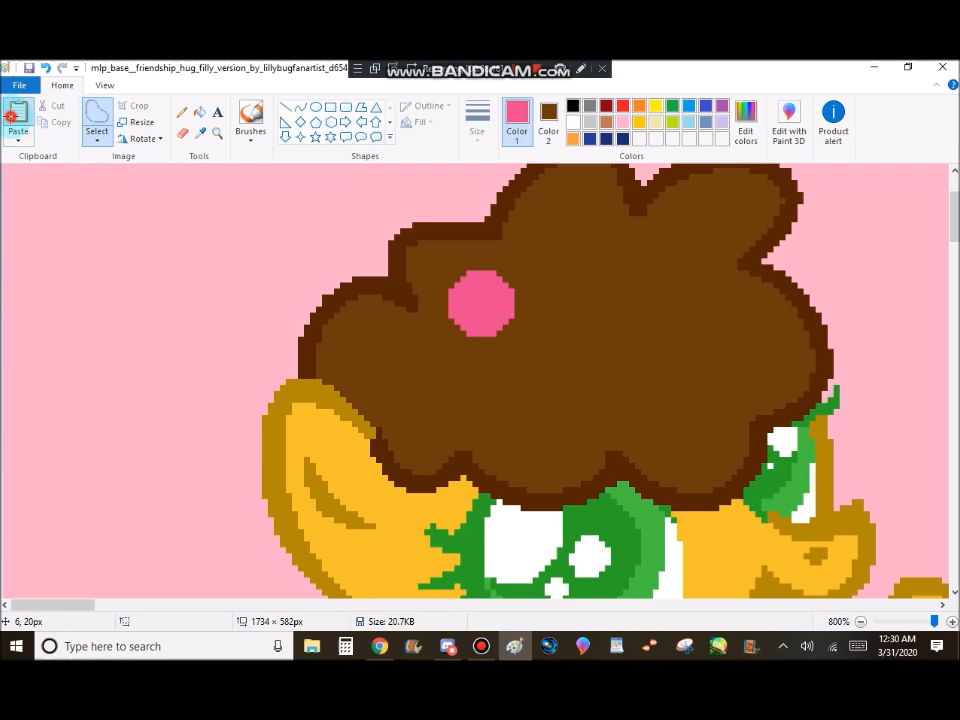 mlp_base__friendship_hug_filly_version_by_lillybugfanartist_d654
www.BANDICAM.com
File Home View
Cut Crop Outline Edit Edit with Product
Copy Resize Fill colors Paint 3D alert
Paste Select Rotate Brushes Size Color 1 Color 2
Clipboard Image Tools Shapes Colors
6, 20px 1734 × 582px Size: 20.7KB 800%
Type here to search 12:30 AM
3/31/2020